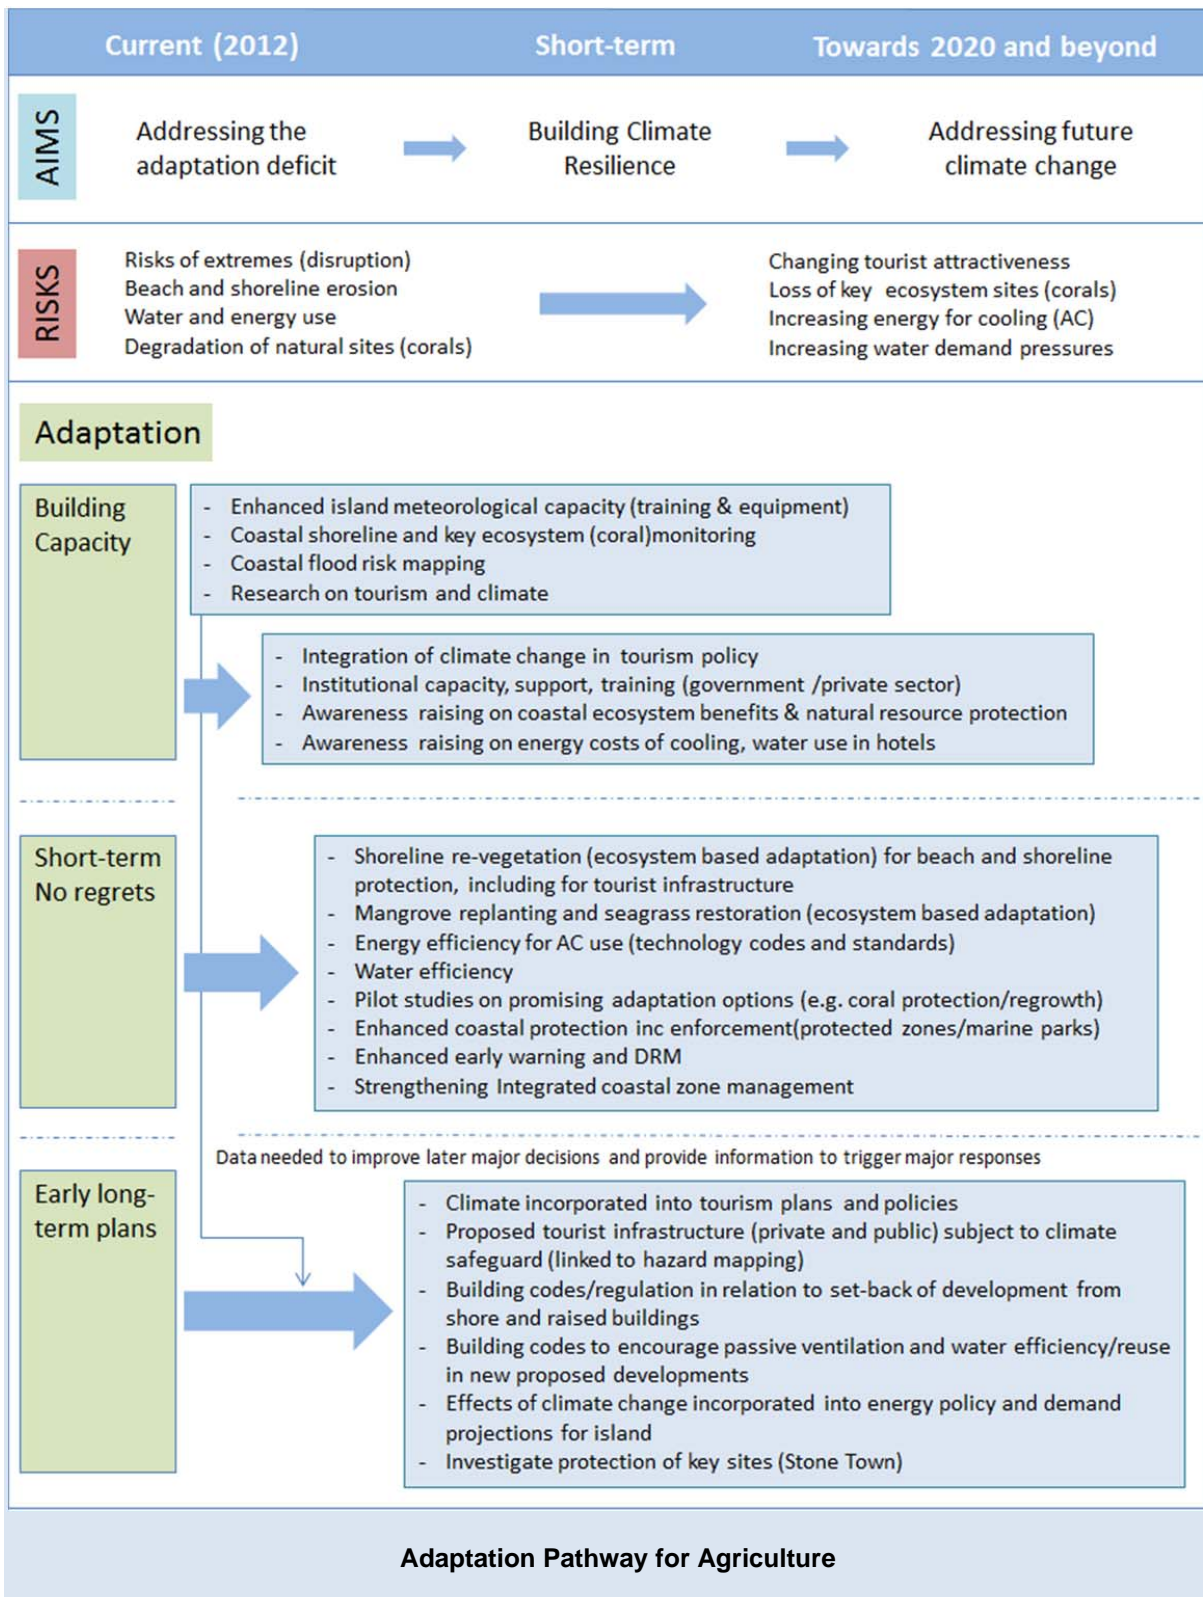 Current (2012) Short-term Towards 2020 and beyond
AIMS
Addressing the
adaptation deficit
Building Climate
Resilience
Addressing future
climate change
RISKS
Risks of extremes (disruption)
Beach and shoreline erosion
Water and energy use
Degradation of natural sites (corals)
Changing tourist attractiveness
Loss of key ecosystem sites (corals)
Increasing energy for cooling (AC)
Increasing water demand pressures
Adaptation
Building
Capacity
- Enhanced island meteorological capacity (training & equipment)
- Coastal shoreline and key ecosystem (coral)monitoring
- Coastal flood risk mapping
- Research on tourism and climate
- Integration of climate change in tourism policy
- Institutional capacity, support, training (government /private sector)
- Awareness raising on coastal ecosystem benefits & natural resource protection
- Awareness raising on energy costs of cooling, water use in hotels
Short-term
No regrets
- Shoreline re-vegetation (ecosystem based adaptation) for beach and shoreline
protection, including for tourist infrastructure
- Mangrove replanting and seagrass restoration (ecosystem based adaptation)
- Energy efficiency for AC use (technology codes and standards)
- Water efficiency
- Pilot studies on promising adaptation options (e.g. coral protection/regrowth)
- Enhanced coastal protection inc enforcement(protected zones/marine parks)
- Enhanced early warning and DRM
- Strengthening Integrated coastal zone management
Data needed to improve later major decisions and provide information to trigger major responses
Early long-
term plans
- Climate incorporated into tourism plans and policies
- Proposed tourist infrastructure (private and public) subject to climate
safeguard (linked to hazard mapping)
- Building codes/regulation in relation to set-back of development from
shore and raised buildings
- Building codes to encourage passive ventilation and water efficiency/reuse
in new proposed developments
- Effects of climate change incorporated into energy policy and demand
projections for island
- Investigate protection of key sites (Stone Town)
Adaptation Pathway for Agriculture